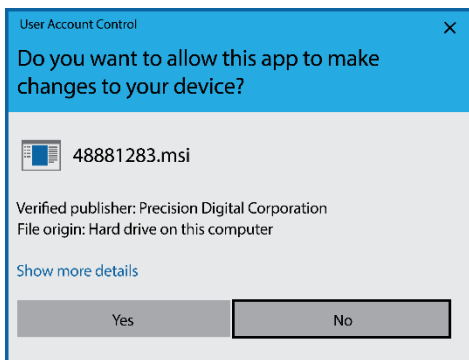 User Account Control
Do you want to allow this app to make
changes to your device?
48881283.msi
Verified publisher: Precision Digital Corporation
File origin: Hard drive on this computer
Show more details
Yes
No